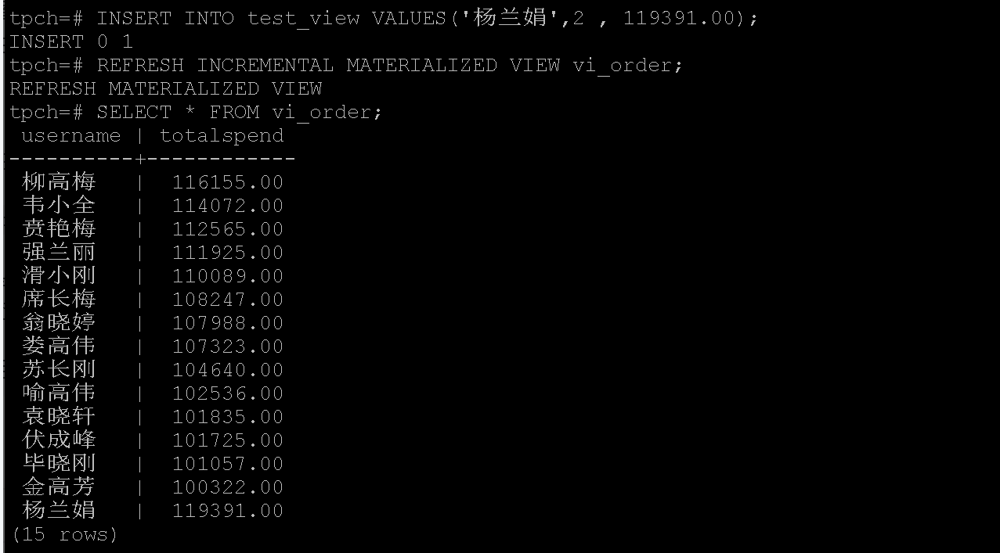 tpch=# INSERT INTO test_view VALUES('杨兰娟',2 , 119391.00);
INSERT 0 1
tpch=# REFRESH INCREMENTAL MATERIALIZED VIEW vi_order;
REFRESH MATERIALIZED VIEW
tpch=# SELECT * FROM vi_order;
 username | totalspend
----------+------------
 柳高梅   |  116155.00
 韦小全   |  114072.00
 贲艳梅   |  112565.00
 强兰丽   |  111925.00
 滑小刚   |  110089.00
 席长梅   |  108247.00
 翁晓婷   |  107988.00
 娄高伟   |  107323.00
 苏长刚   |  104640.00
 喻高伟   |  102536.00
 袁晓轩   |  101835.00
 伏成峰   |  101725.00
 毕晓刚   |  101057.00
 金高芳   |  100322.00
 杨兰娟   |  119391.00
(15 rows)